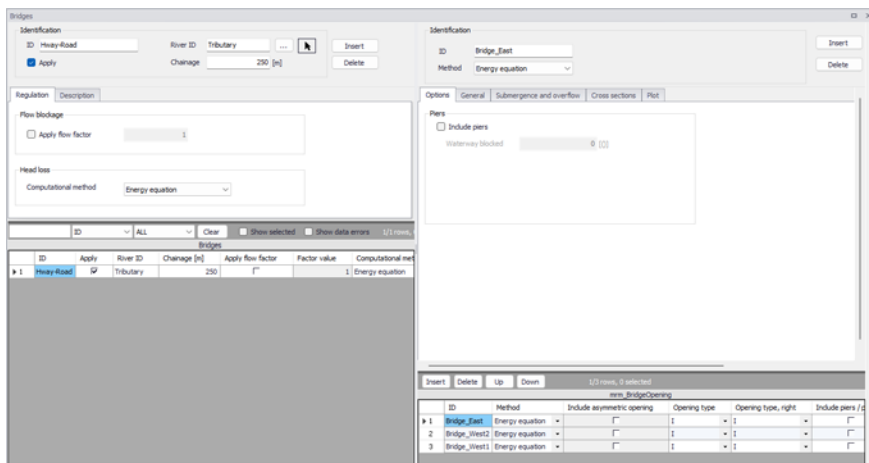 Bridges
Identification
ID Hway-Road River ID Tributary ... Insert
Apply Chainage 250 [m] Delete
Regulation Description
Flow blockage
Apply flow factor 1
Head loss
Computational method Energy equation
ID ALL Clear Show selected Show data errors 1/1 rows,
Bridges
ID Apply River ID Chainage [m] Apply flow factor Factor value Computational met
1 Hway-Road Tributary 250 1 Energy equation
Identification
ID Bridge_East Insert
Method Energy equation Delete
Options General Submergence and overflow Cross sections Plot
Piers
Include piers
Waterway blocked 0 [()]
Insert Delete Up Down 1/3 rows, 0 selected
mrm_BridgeOpening
ID Method Include asymmetric opening Opening type Opening type, right Include piers / p
1 Bridge_East Energy equation I I
2 Bridge_West2 Energy equation I I
3 Bridge_West1 Energy equation I I